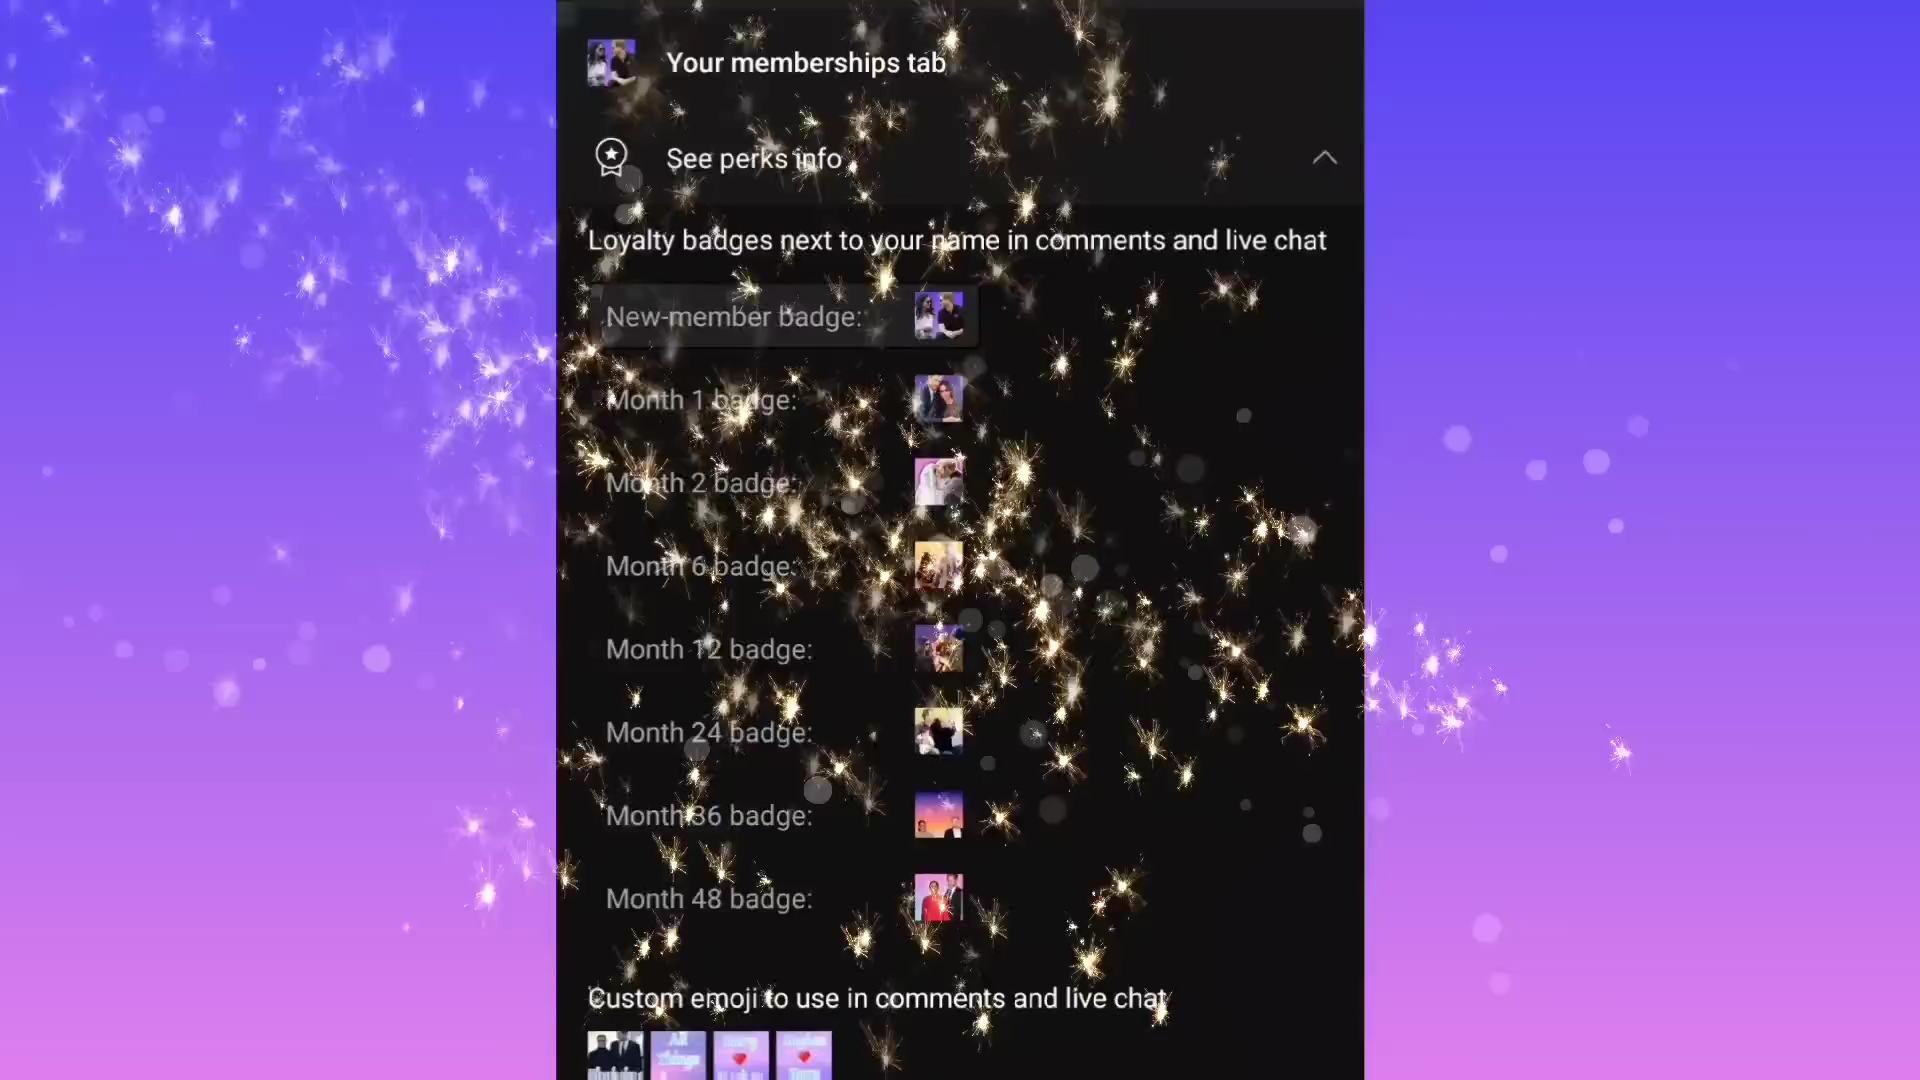 Your memberships tab
See perks info
Loyalty badges next to your name in comments and live chat
New-member badge:
Month 1 badge:
Month 2 badge:
Month 6 badge:
Month 12 badge:
Month 24 badge:
Month 36 badge:
Month 48 badge:
Custom emoji to use in comments and live chat
All
Things